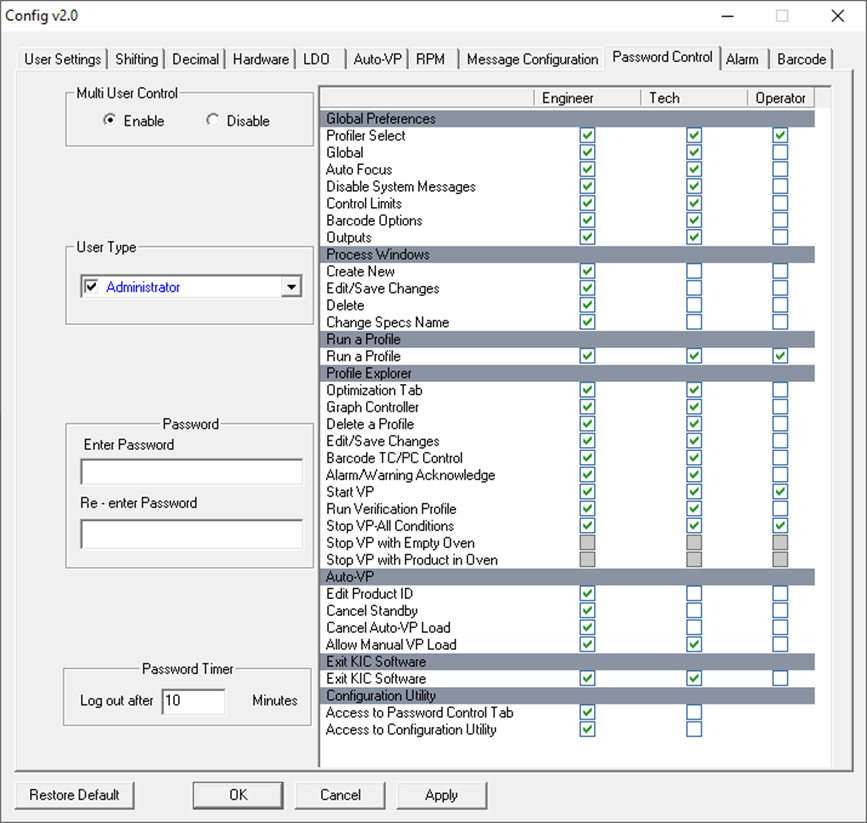 Config v2.0
User Settings Shifting Decimal Hardware LDO Auto-VP RPM Message Configuration Password Control Alarm Barcode
Multi User Control
Enable Disable
User Type
Administrator
Password
Enter Password
Re - enter Password
Password Timer
Log out after 10 Minutes
Engineer Tech Operator
Global Preferences
Profiler Select
Global
Auto Focus
Disable System Messages
Control Limits
Barcode Options
Outputs
Process Windows
Create New
Edit/Save Changes
Delete
Change Specs Name
Run a Profile
Run a Profile
Profile Explorer
Optimization Tab
Graph Controller
Delete a Profile
Edit/Save Changes
Barcode TC/PC Control
Alarm/Warning Acknowledge
Start VP
Run Verification Profile
Stop VP-All Conditions
Stop VP with Empty Oven
Stop VP with Product in Oven
Auto-VP
Edit Product ID
Cancel Standby
Cancel Auto-VP Load
Allow Manual VP Load
Exit KIC Software
Exit KIC Software
Configuration Utility
Access to Password Control Tab
Access to Configuration Utility
Restore Default OK Cancel Apply